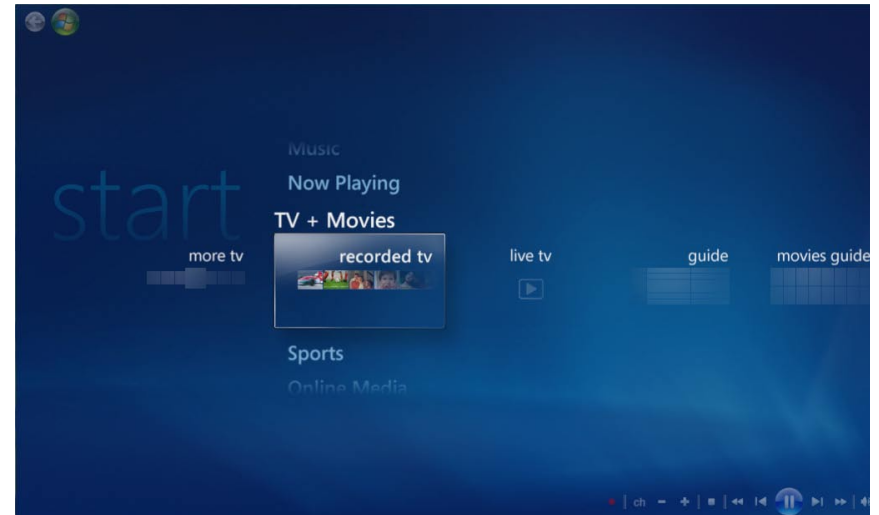 Music
Now Playing
start
TV + Movies
more tv
recorded tv
live tv
guide
movies guide
Sports
Online Media
ch